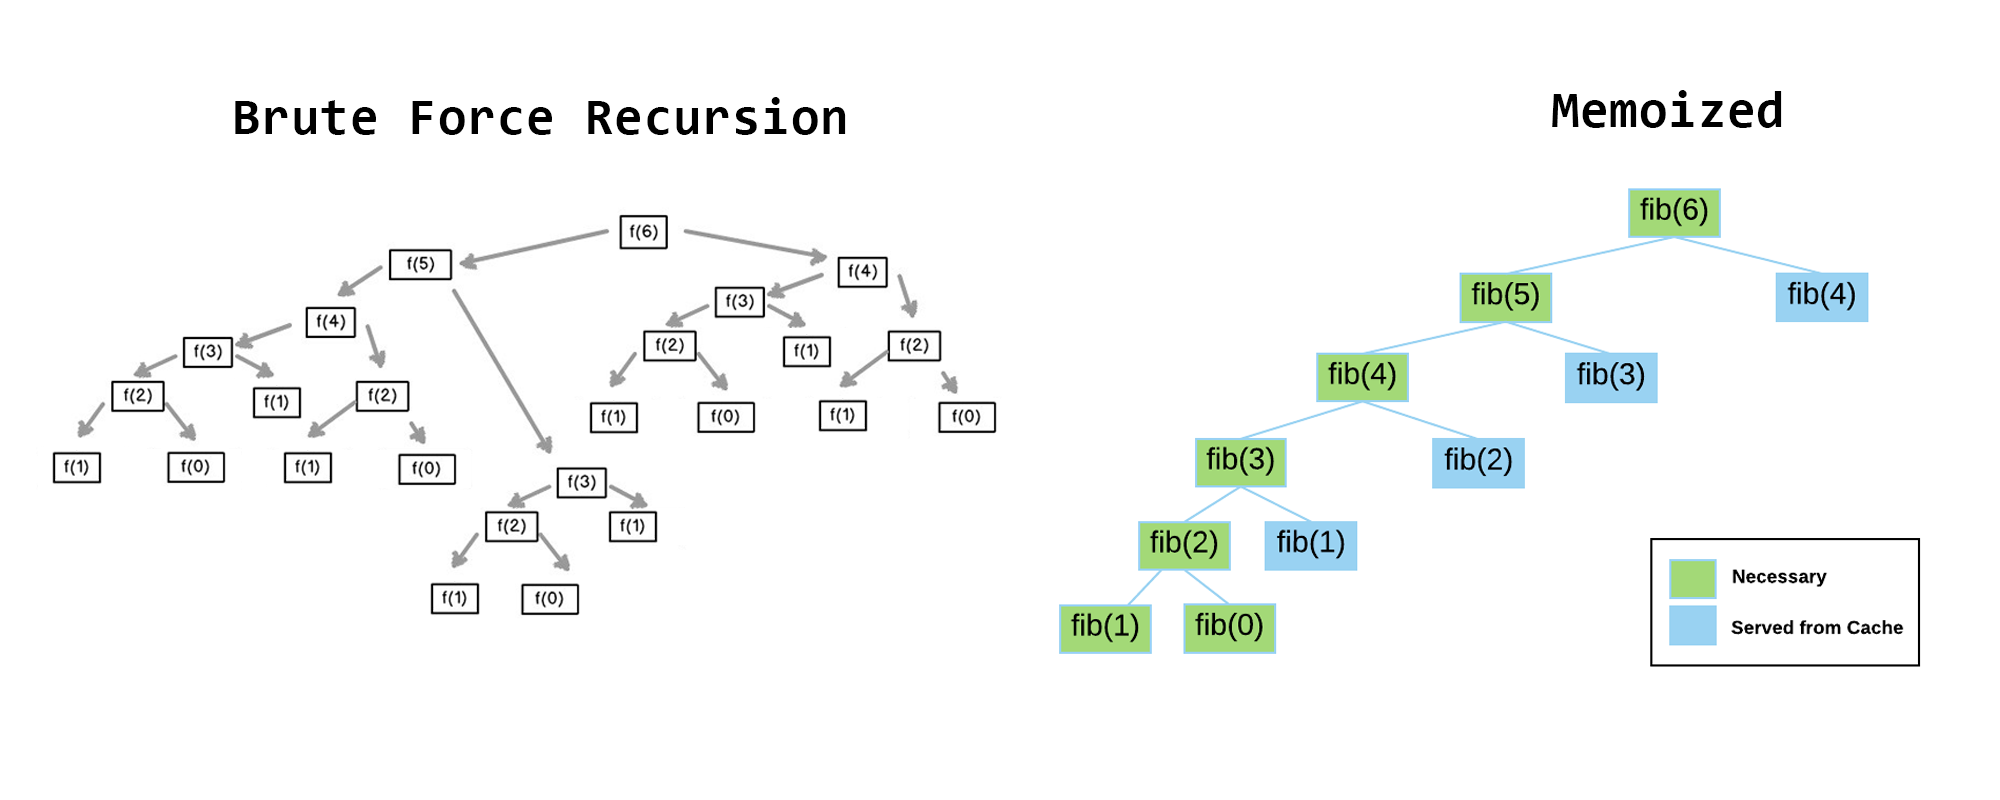 Brute Force Recursion
f(6)
f(5)
f(4)
f(4)
f(3)
f(3)
f(2)
f(1)
f(2)
f(2)
f(1)
f(2)
f(1)
f(0)
f(1)
f(0)
f(1)
f(0)
f(1)
f(0)
f(3)
f(2)
f(1)
f(1)
f(0)
Memoized
fib(6)
fib(5)
fib(4)
fib(4)
fib(3)
fib(3)
fib(2)
fib(2)
fib(1)
fib(1)
fib(0)
Necessary
Served from Cache